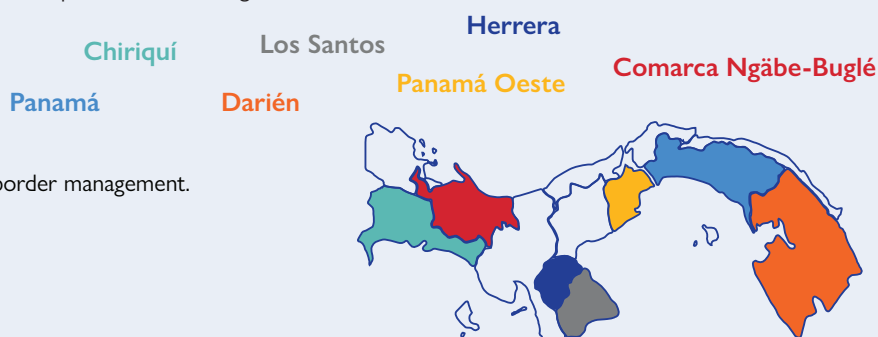 Herrera
Chiriquí
Los Santos
Comarca Ngäbe-Buglé
Panamá Oeste
Panamá
Darién
border management.